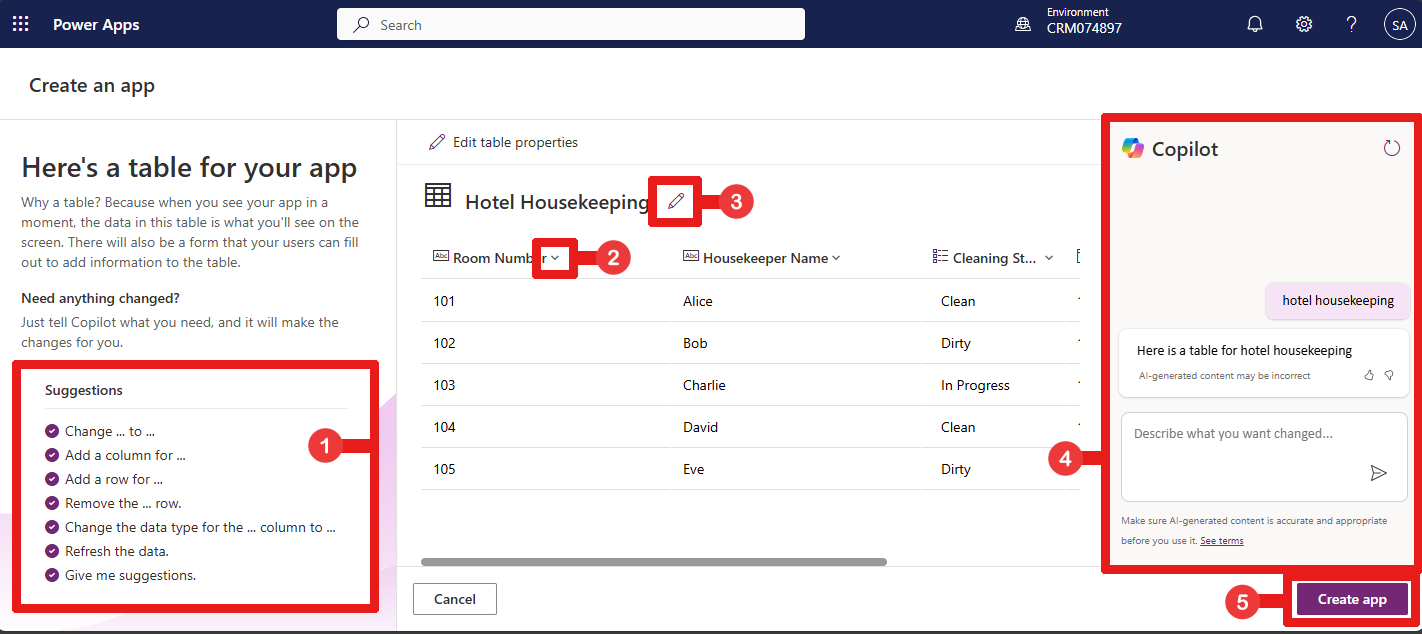 Power Apps
Search
Environment
CRM074897
SA
Create an app
Here's a table for your app
Why a table? Because when you see your app in a
moment, the data in this table is what you'll see on the
screen. There will also be a form that your users can fill
out to add information to the table.
Need anything changed?
Just tell Copilot what you need, and it will make the
changes for you.
Suggestions
Change ... to ...
Add a column for ...
Add a row for ...
Remove the ... row.
Change the data type for the ... column to ...
Refresh the data.
Give me suggestions.
1
Edit table properties
Hotel Housekeeping
3
Abc Room Number
2
Abc Housekeeper Name
Cleaning St...
101 Alice Clean
102 Bob Dirty
103 Charlie In Progress
104 David Clean
105 Eve Dirty
Cancel
Copilot
hotel housekeeping
Here is a table for hotel housekeeping
AI-generated content may be incorrect
Describe what you want changed...
4
Make sure AI-generated content is accurate and appropriate
before you use it. See terms
5
Create app